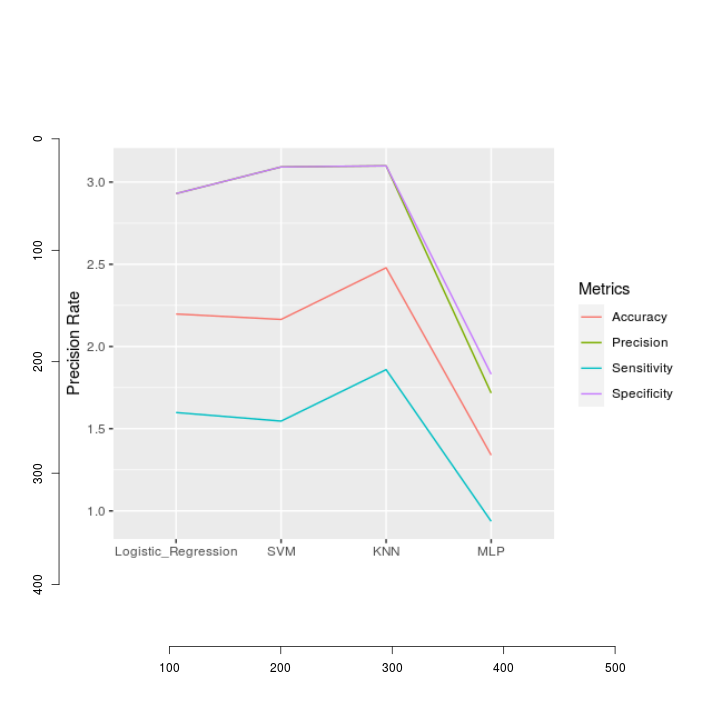 0
100
200
300
400
Precision Rate
3.0
2.5
2.0
1.5
1.0
Logistic_Regression SVM KNN MLP
Metrics
Accuracy
Precision
Sensitivity
Specificity
100 200 300 400 500